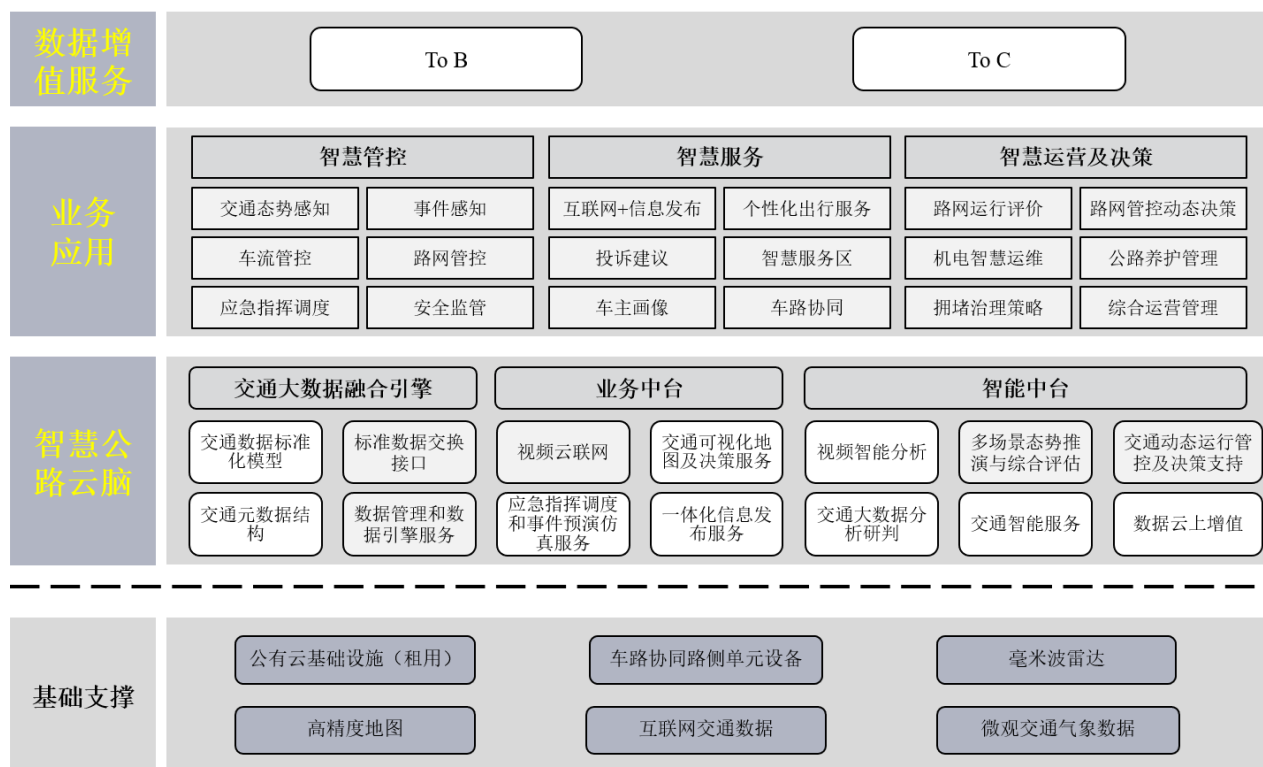 数据增
值服务
To B
To C
业务
应用
智慧管控
智慧服务
智慧运营及决策
交通态势感知
事件感知
互联网+信息发布
个性化出行服务
路网运行评价
路网管控动态决策
车流管控
路网管控
投诉建议
智慧服务区
机电智慧运维
公路养护管理
应急指挥调度
安全监管
车主画像
车路协同
拥堵治理策略
综合运营管理
智慧公
路云脑
交通大数据融合引擎
业务中台
智能中台
交通数据标准
化模型
标准数据交换
接口
视频云联网
交通可视化地
图及决策服务
视频智能分析
多场景态势推
演与综合评估
交通动态运行管
控及决策支持
交通元数据结
构
数据管理和数
据引擎服务
应急指挥调度
和事件预演仿
真服务
一体化信息发
布服务
交通大数据分
析研判
交通智能服务
数据云上增值
基础支撑
公有云基础设施（租用）
车路协同路侧单元设备
毫米波雷达
高精度地图
互联网交通数据
微观交通气象数据